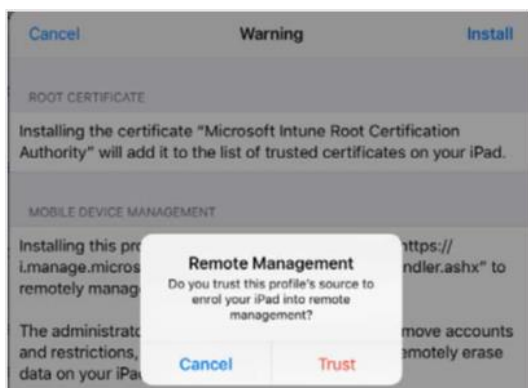 Cancel Warning Install
ROOT CERTIFICATE
Installing the certificate “Microsoft Intune Root Certification
Authority” will add it to the list of trusted certificates on your iPad.
MOBILE DEVICE MANAGEMENT
Installing this pro ttps://
i.manage.micros ndler.ashx” to
remotely manag
Remote Management
Do you trust this profile's source to
enrol your iPad into remote
management?
Cancel Trust
The administrato move accounts
and restrictions, emotely erase
data on your iPa